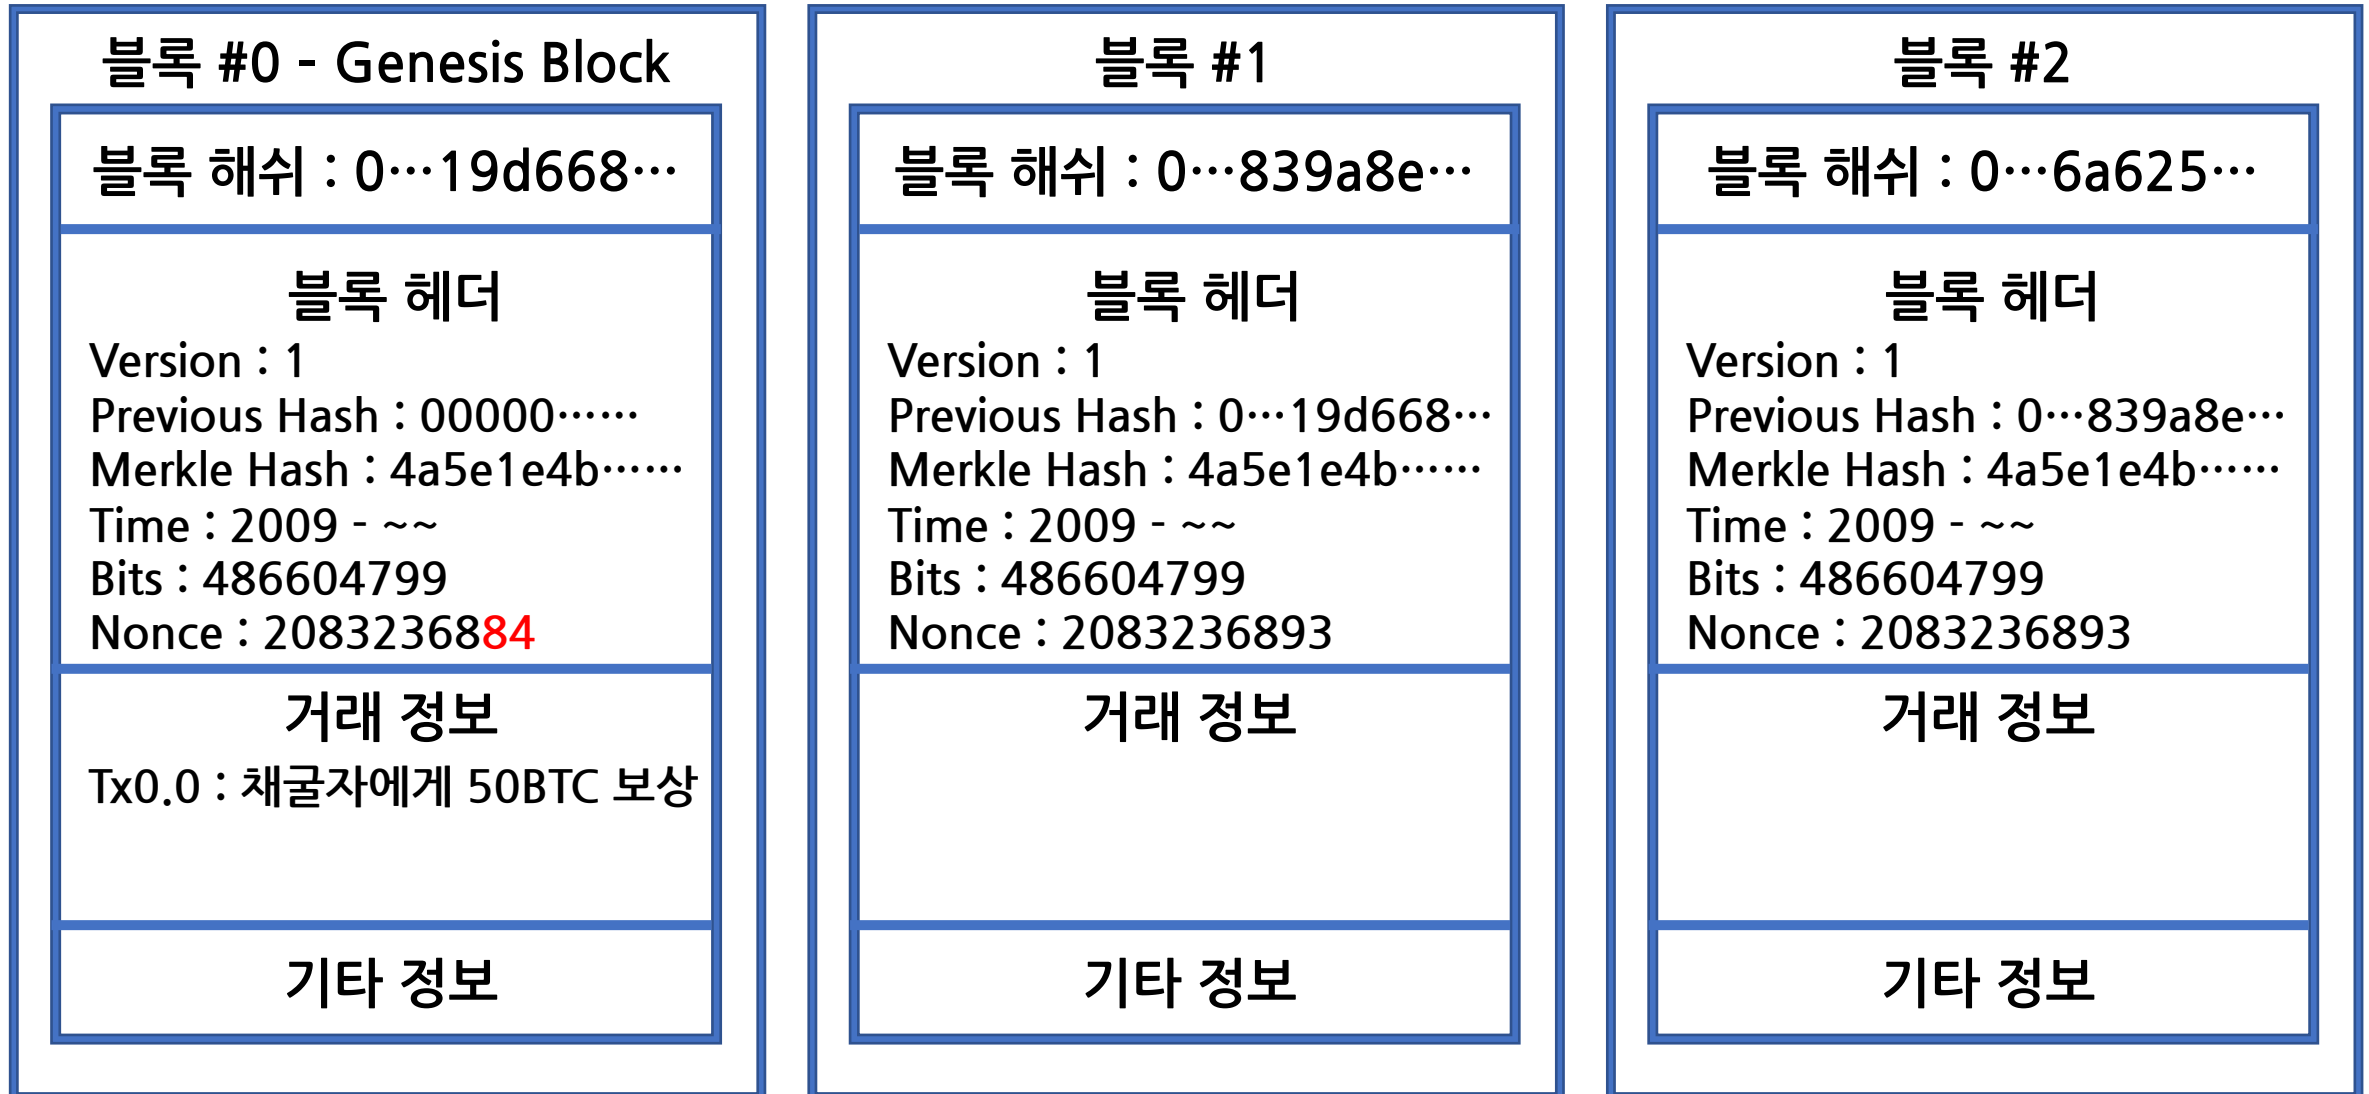 블록 #0 - Genesis Block
블록 해쉬 : 0…19d668…
블록 헤더
Version : 1
Previous Hash : 00000……
Merkle Hash : 4a5e1e4b……
Time : 2009 - ~~
Bits : 486604799
Nonce : 2083236884
거래 정보
Tx0.0 : 채굴자에게 50BTC 보상
기타 정보
블록 #1
블록 해쉬 : 0…839a8e…
블록 헤더
Version : 1
Previous Hash : 0…19d668…
Merkle Hash : 4a5e1e4b……
Time : 2009 - ~~
Bits : 486604799
Nonce : 2083236893
거래 정보
기타 정보
블록 #2
블록 해쉬 : 0…6a625…
블록 헤더
Version : 1
Previous Hash : 0…839a8e…
Merkle Hash : 4a5e1e4b……
Time : 2009 - ~~
Bits : 486604799
Nonce : 2083236893
거래 정보
기타 정보